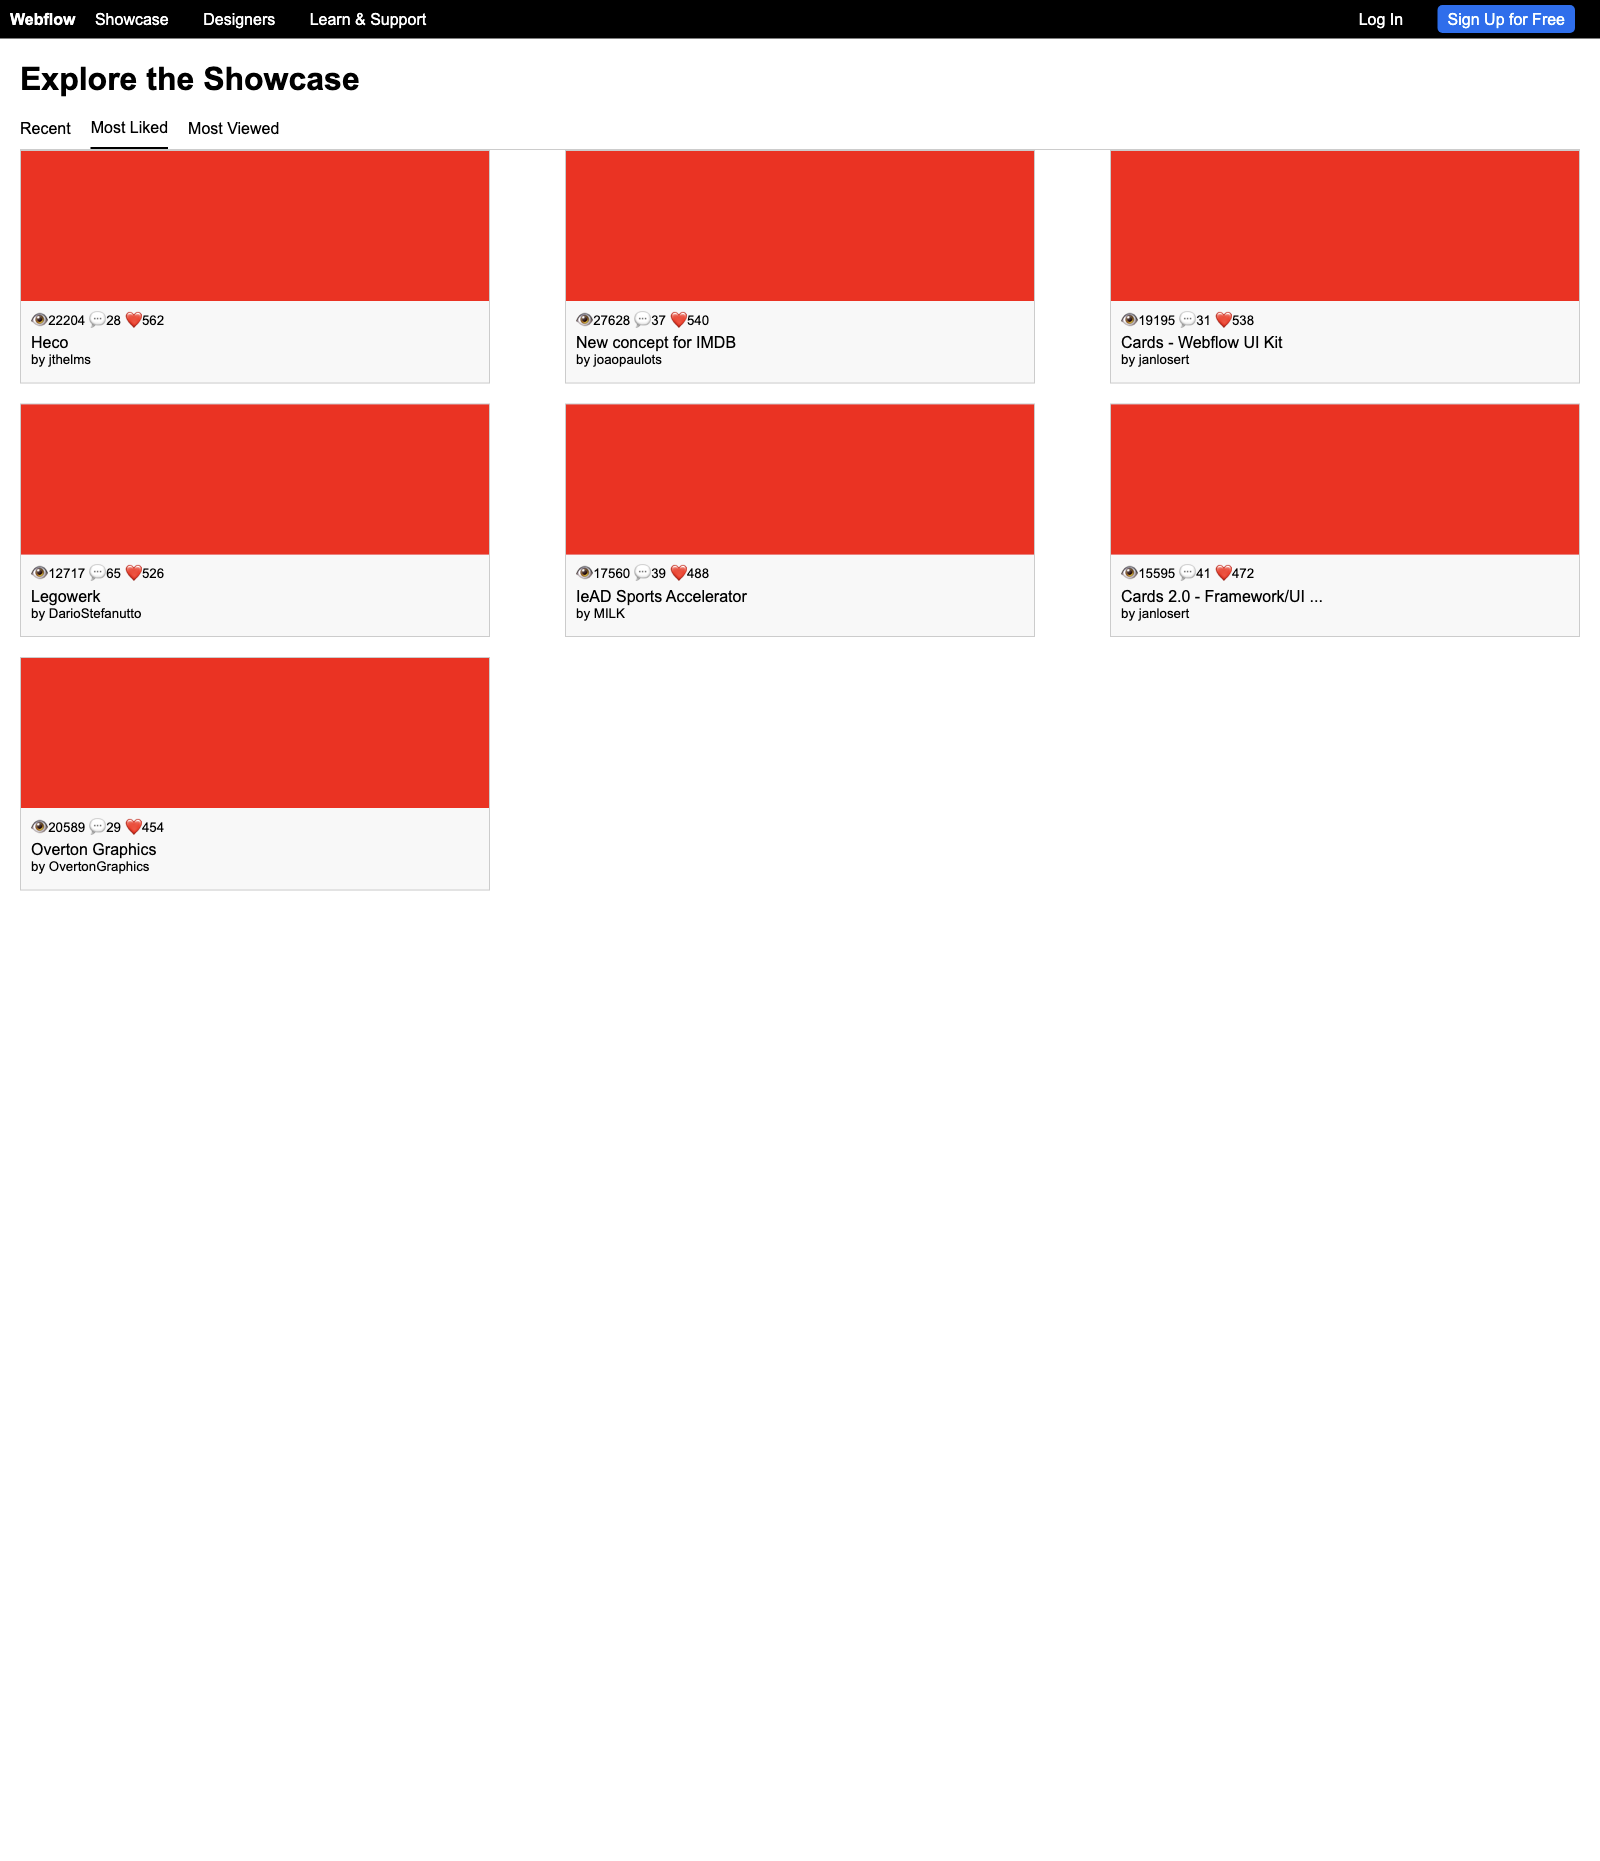 Webflow Showcase Designers Learn & Support Log In Sign Up for Free
Explore the Showcase
Recent Most Liked Most Viewed
👁️22204 💬28 ❤️562
Heco
by jthelms
👁️27628 💬37 ❤️540
New concept for IMDB
by joaopaulots
👁️19195 💬31 ❤️538
Cards - Webflow UI Kit
by janlosert
👁️12717 💬65 ❤️526
Legowerk
by DarioStefanutto
👁️17560 💬39 ❤️488
IeAD Sports Accelerator
by MILK
👁️15595 💬41 ❤️472
Cards 2.0 - Framework/UI ...
by janlosert
👁️20589 💬29 ❤️454
Overton Graphics
by OvertonGraphics